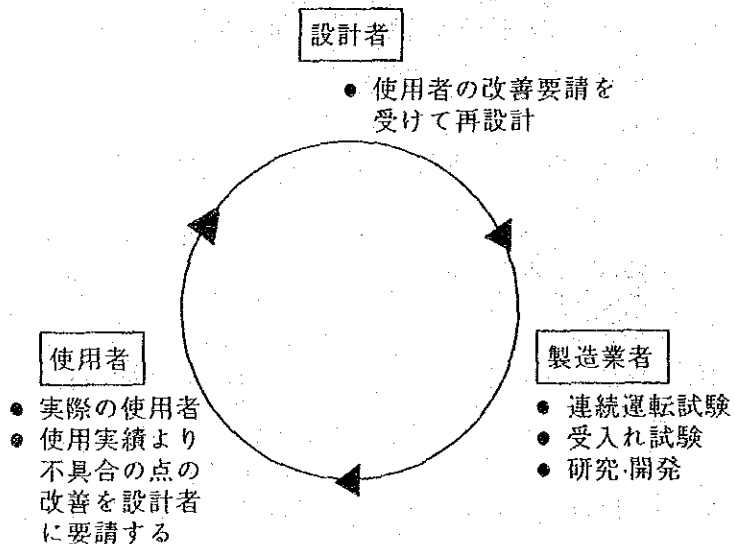 設計者
● 使用者の改善要請を
受けて再設計
使用者
● 実際の使用者
● 使用実績より
不具合の点の
改善を設計者
に要請する
製造業者
● 連続運転試験
● 受入れ試験
● 研究・開発